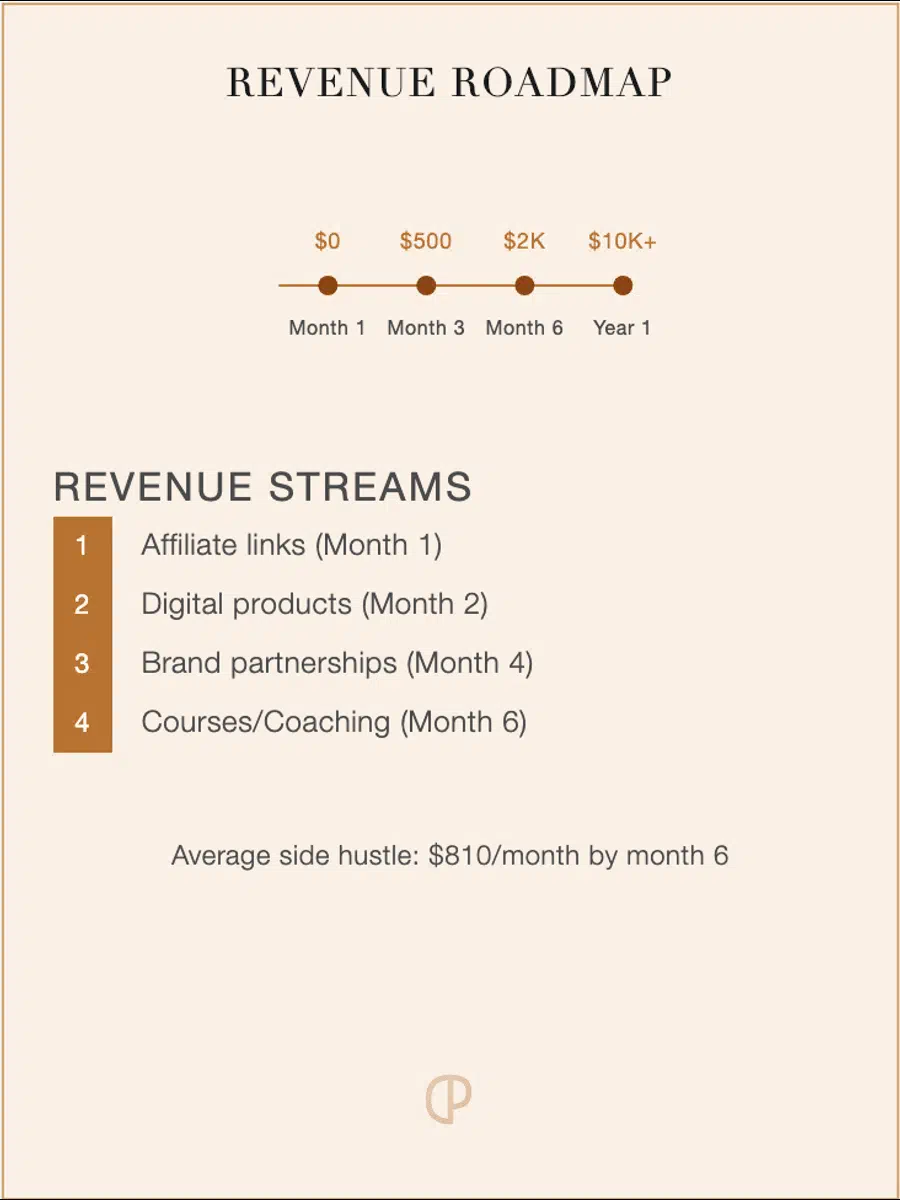 REVENUE ROADMAP
$0 $500 $2K $10K+
Month 1 Month 3 Month 6 Year 1
REVENUE STREAMS
1 Affiliate links (Month 1)
2 Digital products (Month 2)
3 Brand partnerships (Month 4)
4 Courses/Coaching (Month 6)
Average side hustle: $810/month by month 6